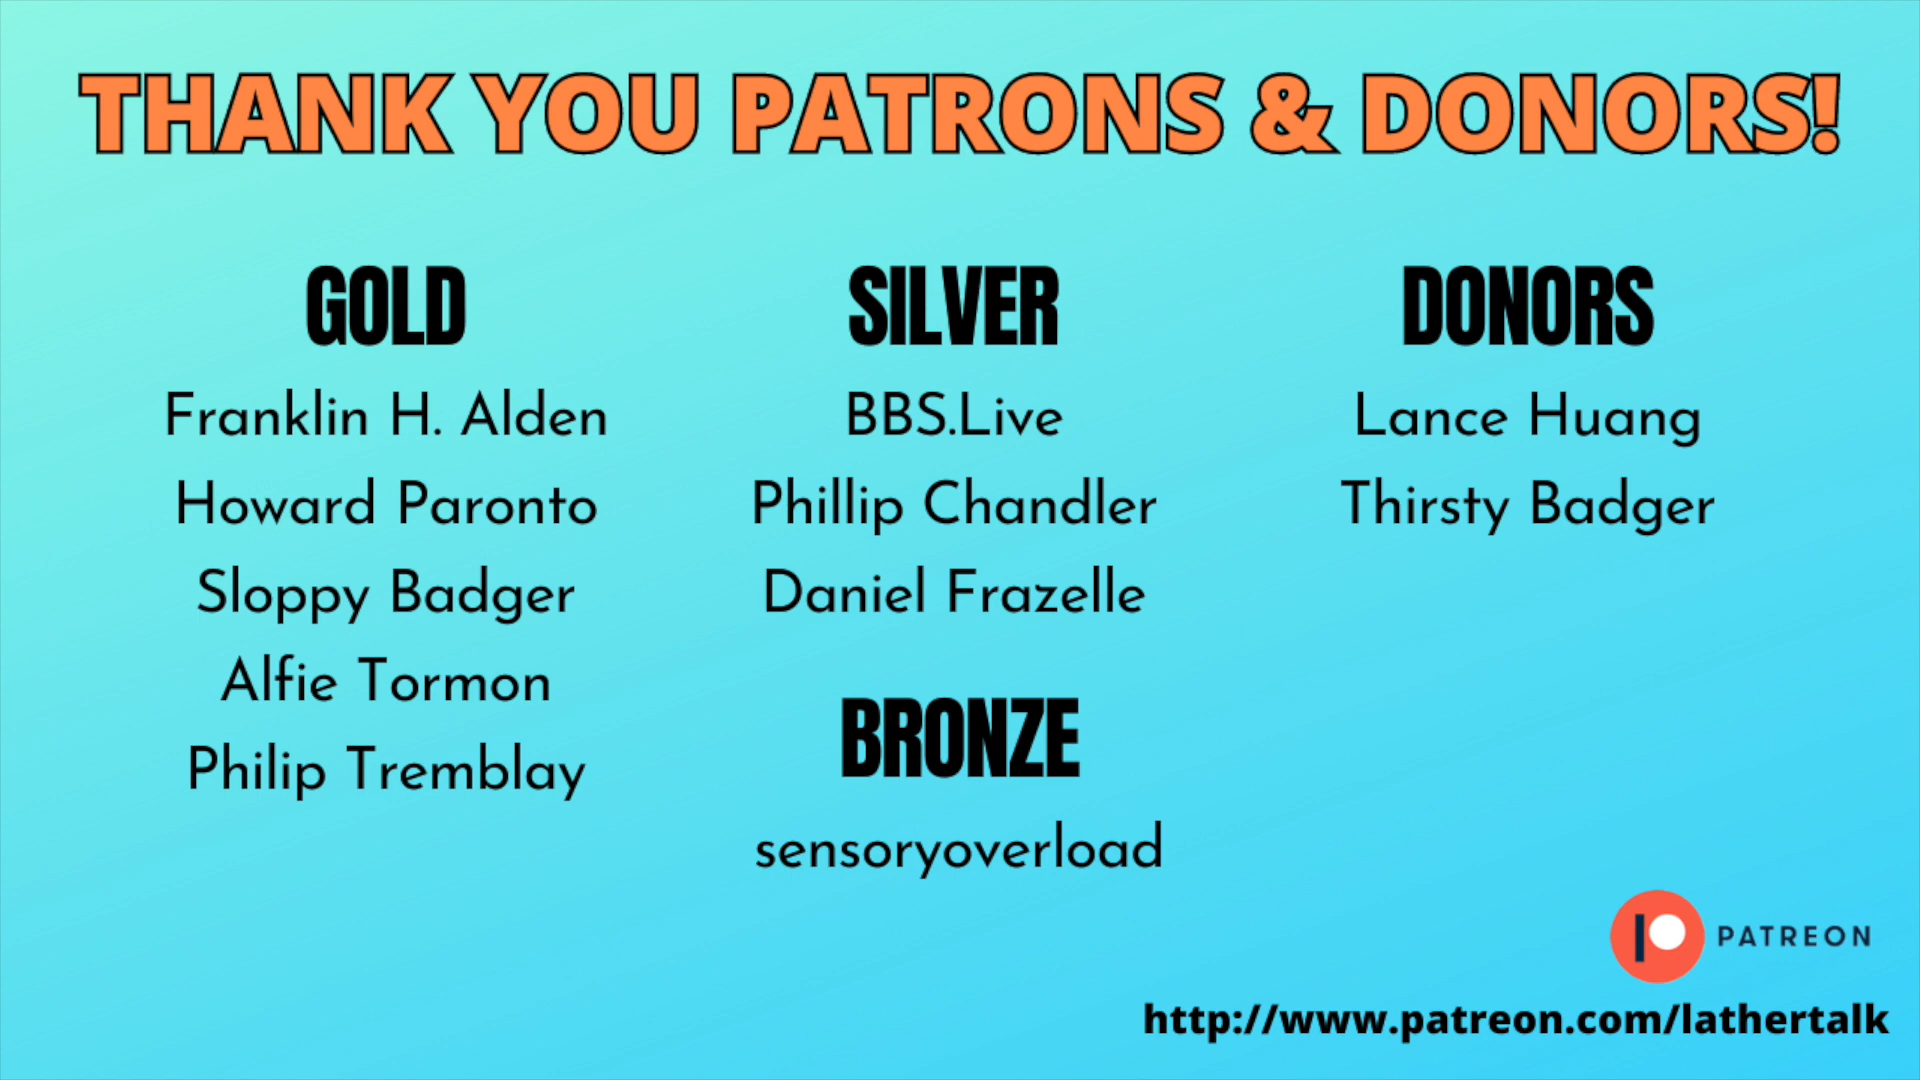 THANK YOU PATRONS & DONORS!
GOLD
Franklin H. Alden
Howard Paronto
Sloppy Badger
Alfie Tormon
Philip Tremblay
SILVER
BBS.Live
Phillip Chandler
Daniel Frazelle
BRONZE
sensoryoverload
DONORS
Lance Huang
Thirsty Badger
PATREON
http://www.patreon.com/lathertalk